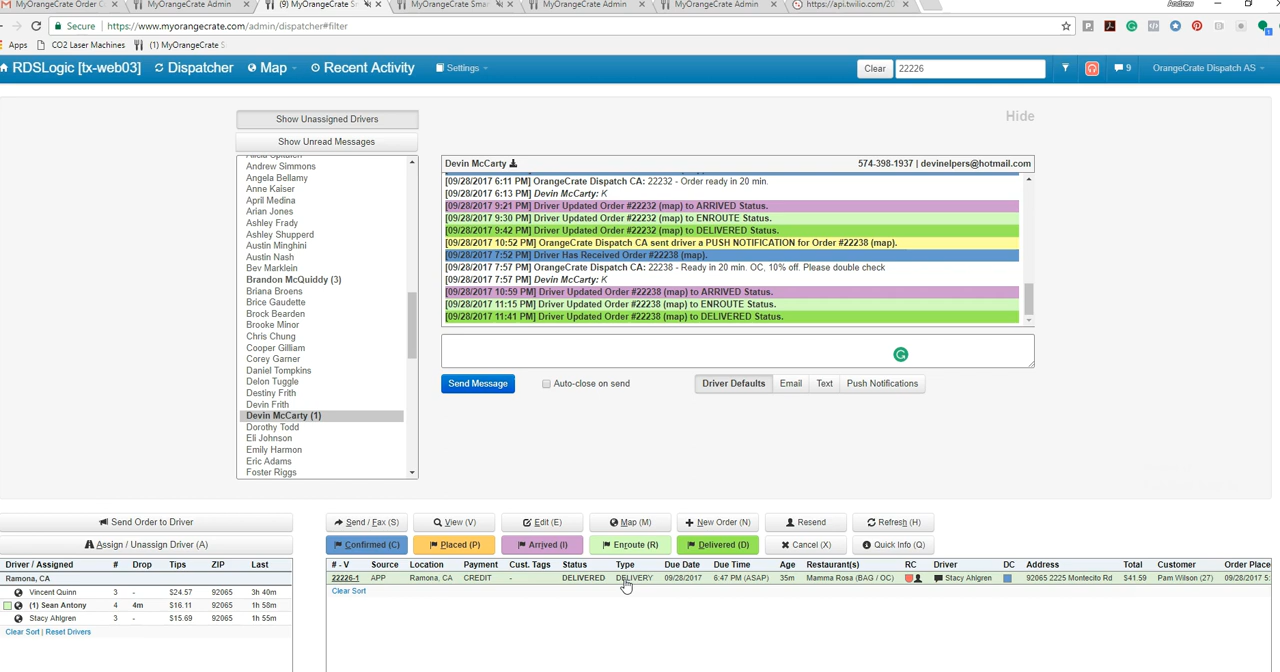 MyOrangeCrate Order C
MyOrangeCrate Admin
(9) MyOrangeCrate S
MyOrangeCrate Smar
MyOrangeCrate Admin
MyOrangeCrate Admin
https://api.twilio.com/20
Andrew
Secure https://www.myorangecrate.com/admin/dispatcher#filter
Apps CO2 Laser Machines (1) MyOrangeCrate S
RDSLogic [tx-web03] Dispatcher Map Recent Activity Settings Clear 22226 9 OrangeCrate Dispatch AS
Show Unassigned Drivers
Hide
Show Unread Messages
Andrew Simmons
Angela Bellamy
Anne Kaiser
April Medina
Arian Jones
Ashley Frady
Ashley Shupperd
Austin Minghini
Austin Nash
Bev Marklein
Brandon McQuiddy (3)
Briana Broens
Brice Gaudette
Brock Bearden
Brooke Minor
Chris Chung
Cooper Gilliam
Corey Garner
Daniel Tompkins
Delon Tuggle
Destiny Frith
Devin Frith
Devin McCarty (1)
Dorothy Todd
Eli Johnson
Emily Harmon
Eric Adams
Foster Riggs
Devin McCarty 574-398-1937 | devinelpers@hotmail.com
[09/28/2017 6:11 PM] OrangeCrate Dispatch CA: 22232 - Order ready in 20 min.
[09/28/2017 6:13 PM] Devin McCarty: K
[09/28/2017 9:21 PM] Driver Updated Order #22232 (map) to ARRIVED Status.
[09/28/2017 9:30 PM] Driver Updated Order #22232 (map) to ENROUTE Status.
[09/28/2017 9:42 PM] Driver Updated Order #22232 (map) to DELIVERED Status.
[09/28/2017 10:52 PM] OrangeCrate Dispatch CA sent driver a PUSH NOTIFICATION for Order #22238 (map).
[09/28/2017 7:52 PM] Driver Has Received Order #22238 (map).
[09/28/2017 7:57 PM] OrangeCrate Dispatch CA: 22238 - Ready in 20 min. OC, 10% off. Please double check
[09/28/2017 7:57 PM] Devin McCarty: K
[09/28/2017 10:59 PM] Driver Updated Order #22238 (map) to ARRIVED Status.
[09/28/2017 11:15 PM] Driver Updated Order #22238 (map) to ENROUTE Status.
[09/28/2017 11:41 PM] Driver Updated Order #22238 (map) to DELIVERED Status.
Send Message Auto-close on send Driver Defaults Email Text Push Notifications
Send Order to Driver
Assign / Unassign Driver (A)
Driver / Assigned # Drop Tips ZIP Last
Ramona, CA
Vincent Quinn 3 - $24.57 92065 3h 40m
(1) Sean Antony 4 4m $16.11 92065 1h 58m
Stacy Ahlgren 3 - $15.69 92065 1h 55m
Clear Sort | Reset Drivers
Send / Fax (S) View (V) Edit (E) Map (M) New Order (N) Resend Refresh (H)
Confirmed (C) Placed (P) Arrived (I) Enroute (R) Delivered (D) Cancel (X) Quick Info (Q)
# - V Source Location Payment Cust. Tags Status Type Due Date Due Time Age Restaurant(s) RC Driver DC Address Total Customer Order Place
22226-1 APP Ramona, CA CREDIT - DELIVERED DELIVERY 09/28/2017 6:47 PM (ASAP) 35m Mamma Rosa (BAG / OC) Stacy Ahlgren 92065 2225 Montecito Rd $41.59 Pam Wilson (27) 09/28/2017 5:
Clear Sort